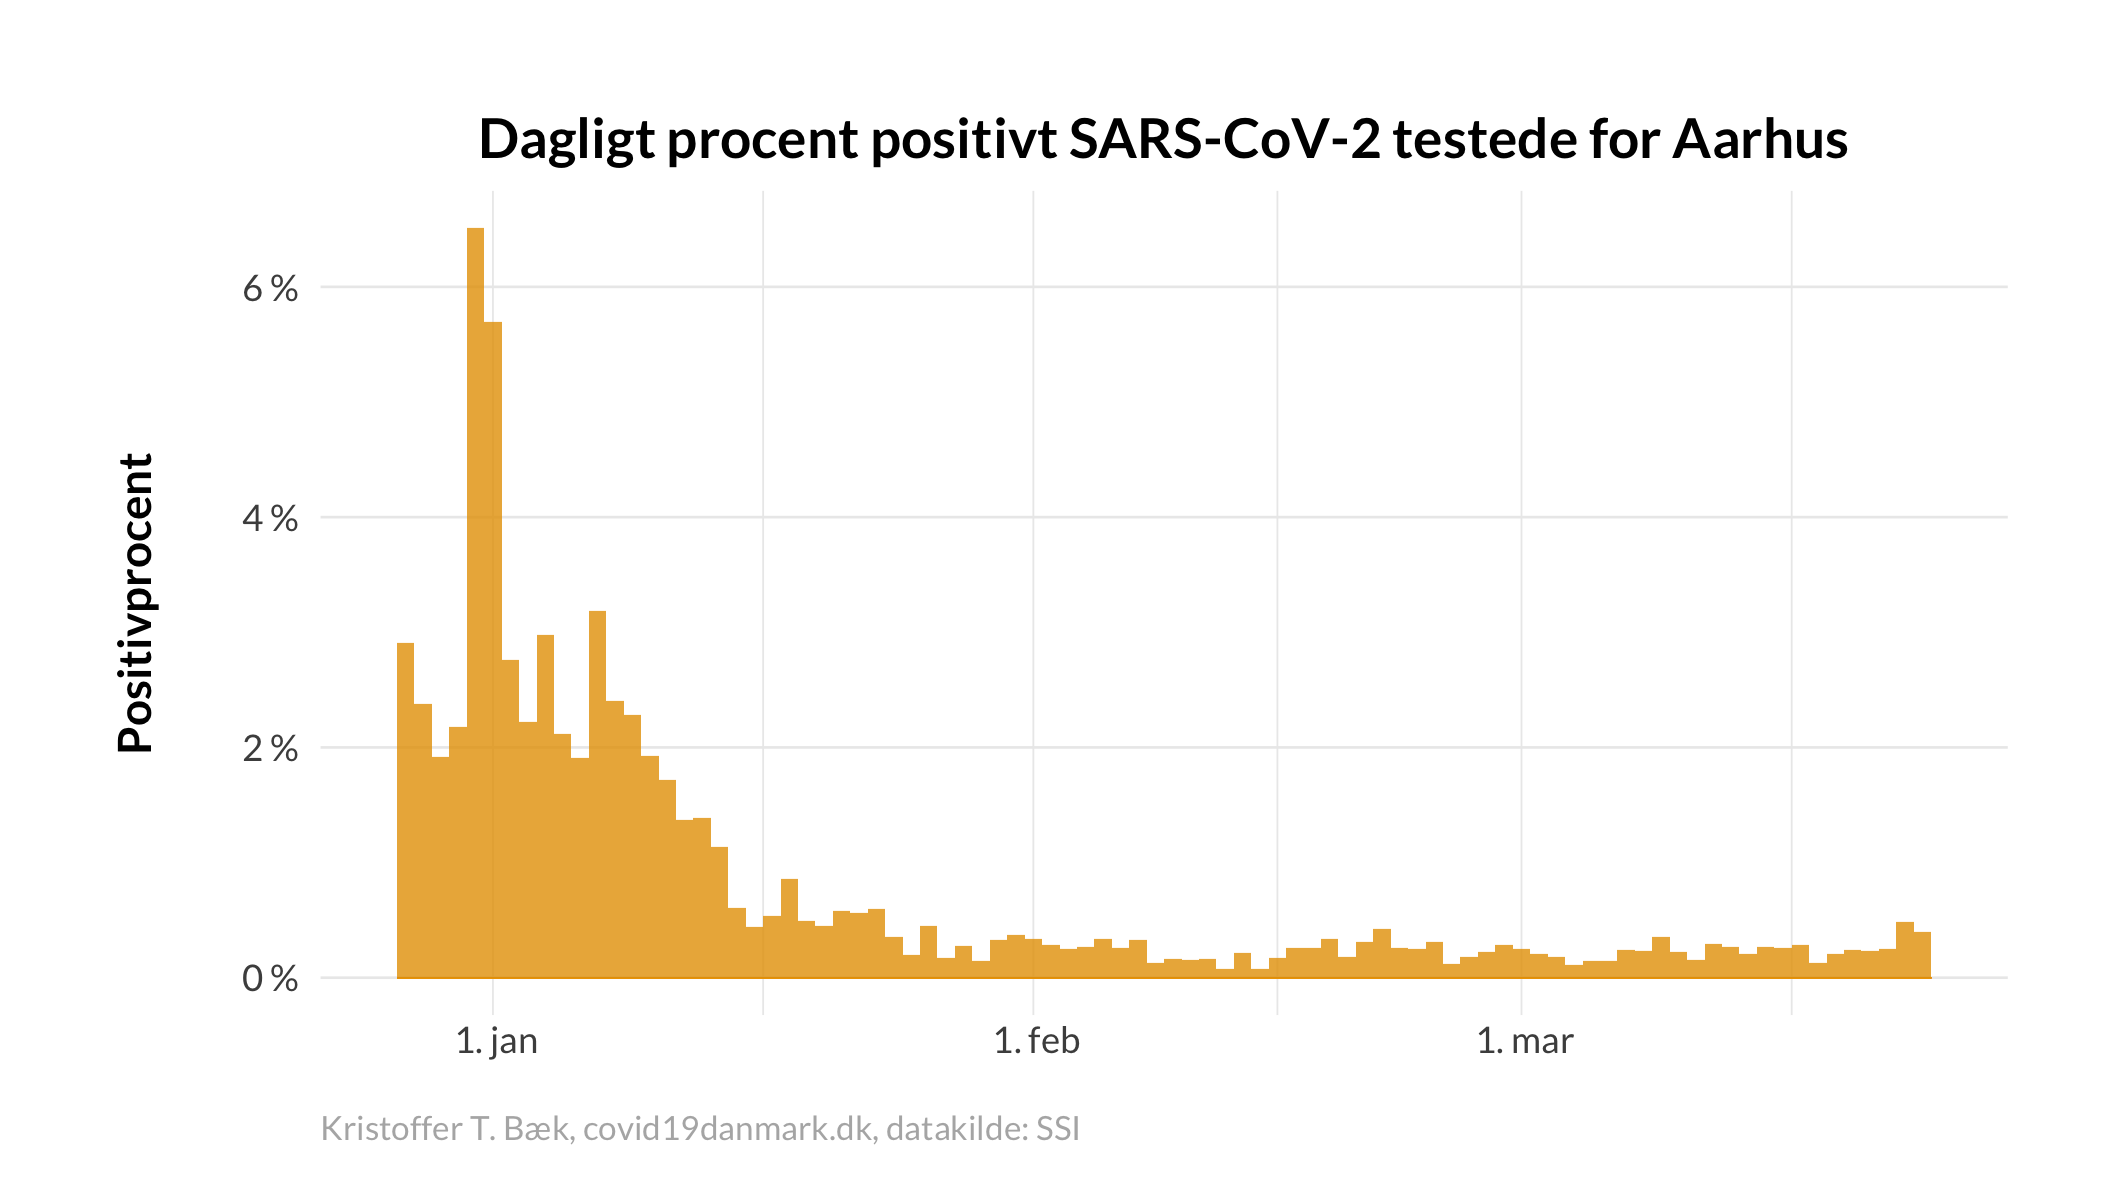 Dagligt procent positivt SARS-CoV-2 testede for Aarhus
Positivprocent
6 %
4 %
2 %
0 %
1. jan
1. feb
1. mar
Kristoffer T. Bæk, covid19danmark.dk, datakilde: SSI